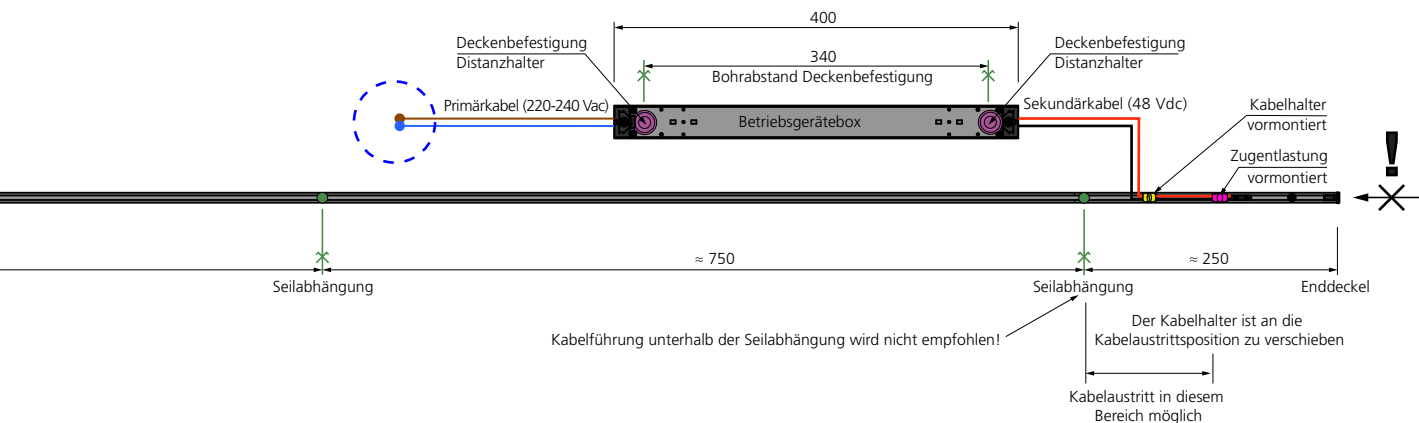 400
Deckenbefestigung
Distanzhalter
340
Bohrabstand Deckenbefestigung
Deckenbefestigung
Distanzhalter
Primärkabel (220-240 Vac)
Betriebsgerätebox
Sekundärkabel (48 Vdc)
Kabelhalter
vormontiert
Zugentlastung
vormontiert
!
≈ 750
≈ 250
Seilabhängung
Seilabhängung
Enddeckel
Kabelführung unterhalb der Seilabhängung wird nicht empfohlen!
Der Kabelhalter ist an die
Kabelaustrittsposition zu verschieben
Kabelaustritt in diesem
Bereich möglich